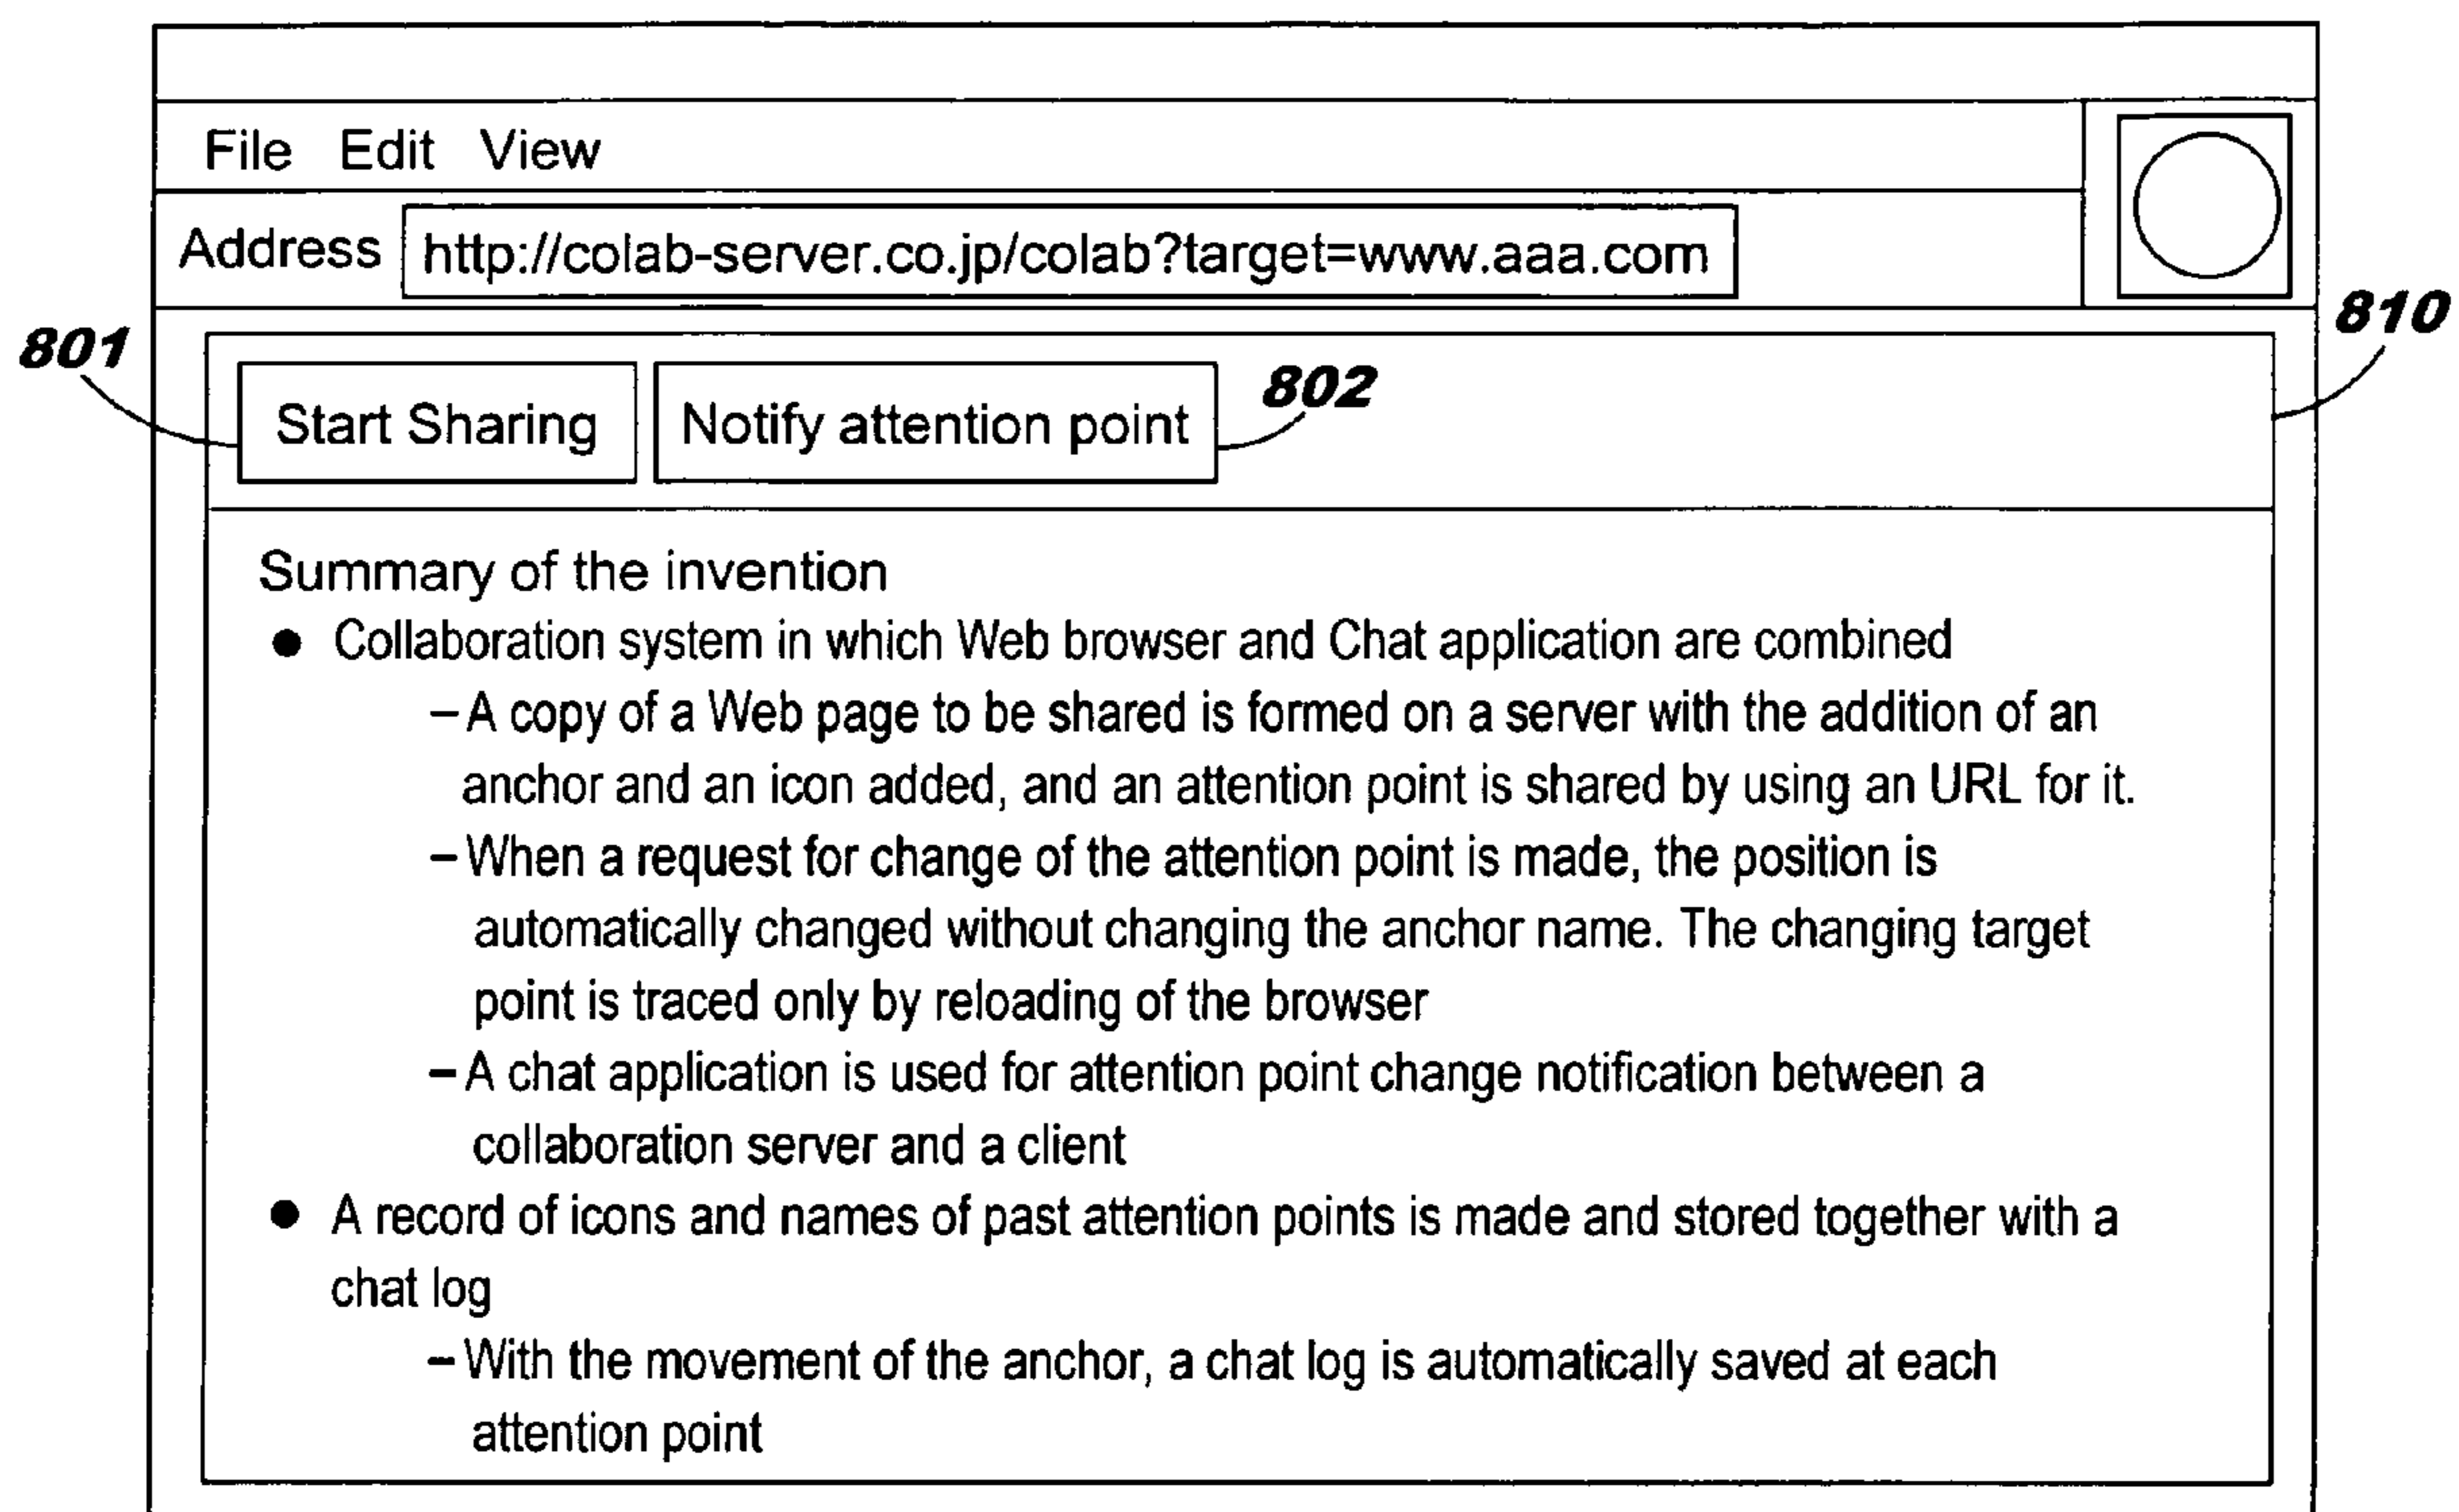 File Edit View
Address http://colab-server.co.jp/colab?target=www.aaa.com
801
810
Start Sharing Notify attention point 802
Summary of the invention
● Collaboration system in which Web browser and Chat application are combined
– A copy of a Web page to be shared is formed on a server with the addition of an
anchor and an icon added, and an attention point is shared by using an URL for it.
– When a request for change of the attention point is made, the position is
automatically changed without changing the anchor name. The changing target
point is traced only by reloading of the browser
– A chat application is used for attention point change notification between a
collaboration server and a client
● A record of icons and names of past attention points is made and stored together with a
chat log
– With the movement of the anchor, a chat log is automatically saved at each
attention point